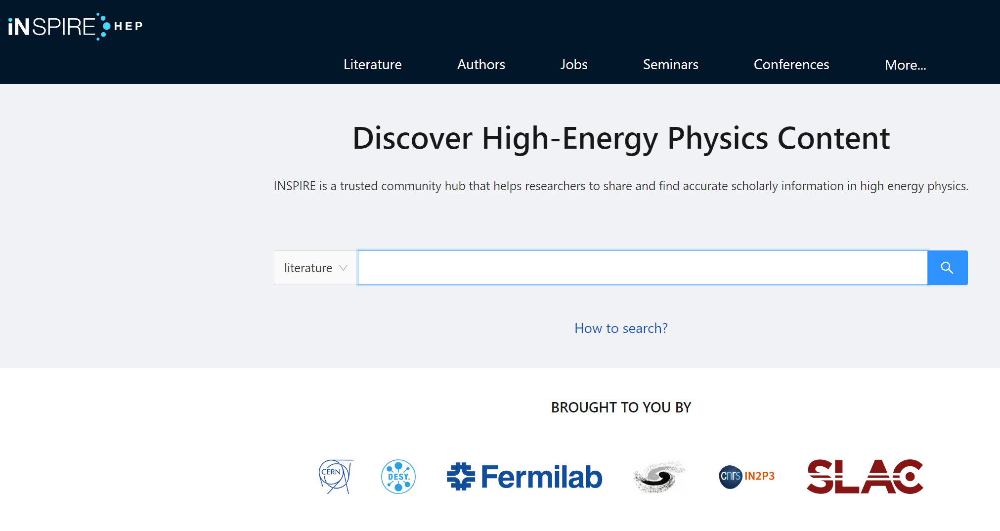 iNSPIRE HEP
Literature Authors Jobs Seminars Conferences More...
Discover High-Energy Physics Content
INSPIRE is a trusted community hub that helps researchers to share and find accurate scholarly information in high energy physics.
literature
How to search?
BROUGHT TO YOU BY
CERN DESY. Fermilab cnrs IN2P3 SLAC